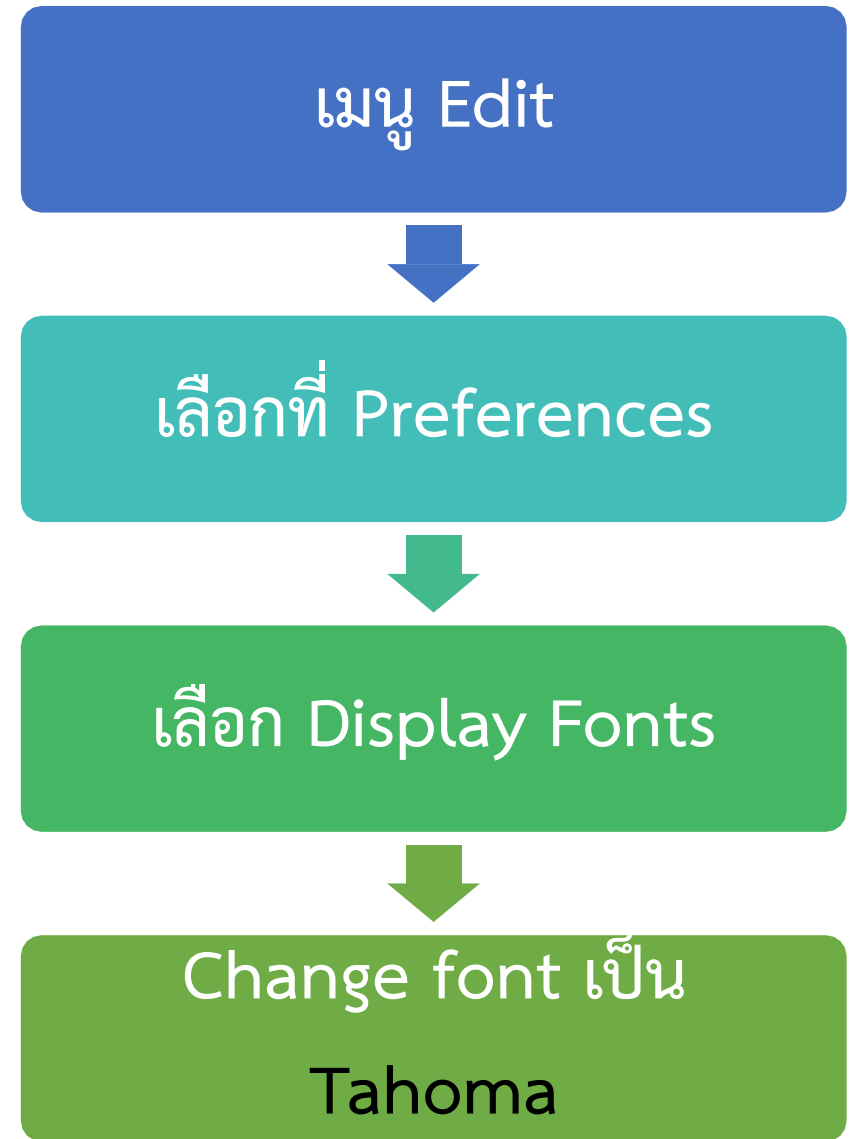 เมนู Edit
เลือกที่ Preferences
เลือก Display Fonts
Change font เป็น
Tahoma